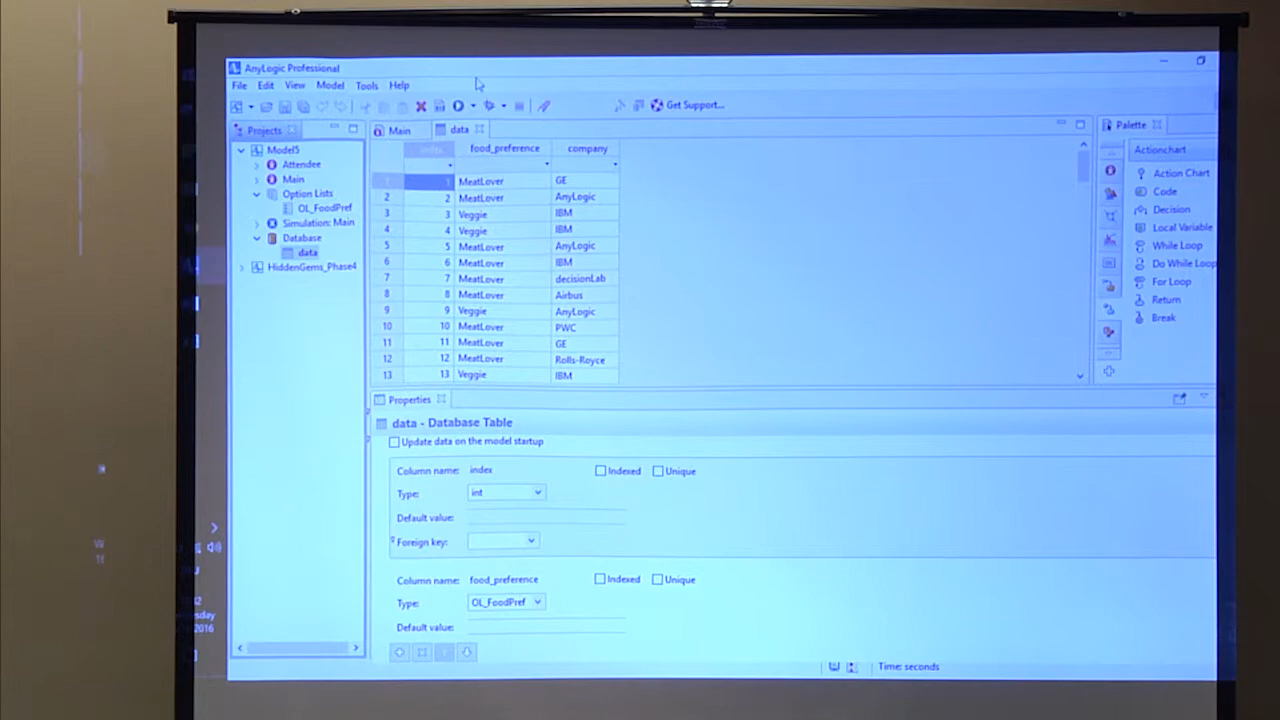 AnyLogic Professional
File Edit View Model Tools Help
Get Support...
Projects
Main
data
Palette
index food_preference company
Model5
Attendee
Main
Option Lists
OL_FoodPref
Simulation: Main
Database
data
HiddenGems_Phase4
1 1 MeatLover GE
2 2 MeatLover AnyLogic
3 3 Veggie IBM
4 4 Veggie IBM
5 5 MeatLover AnyLogic
6 6 MeatLover IBM
7 7 MeatLover decisionLab
8 8 MeatLover Airbus
9 9 Veggie AnyLogic
10 10 MeatLover PWC
11 11 MeatLover GE
12 12 MeatLover Rolls-Royce
13 13 Veggie IBM
Actionchart
Action Chart
Code
Decision
Local Variable
While Loop
Do While Loop
For Loop
Return
Break
Properties
data - Database Table
Update data on the model startup
Column name: index Indexed Unique
Type: int
Default value:
Foreign key:
Column name: food_preference Indexed Unique
Type: OL_FoodPref
Default value:
Time: seconds
sday
2016